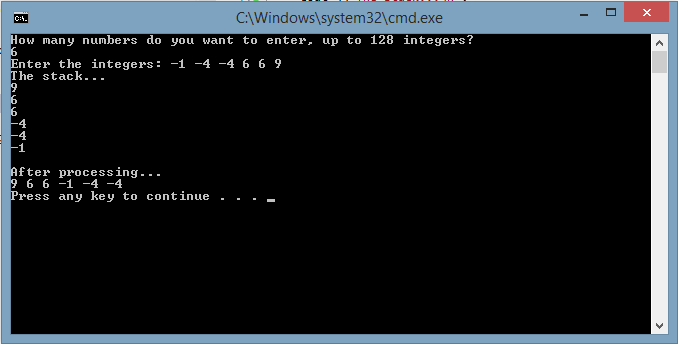 C:\Windows\system32\cmd.exe
How many numbers do you want to enter, up to 128 integers?
6
Enter the integers: -1 -4 -4 6 6 9
The stack...
9
6
6
-4
-4
-1
After processing...
9 6 6 -1 -4 -4
Press any key to continue . . .